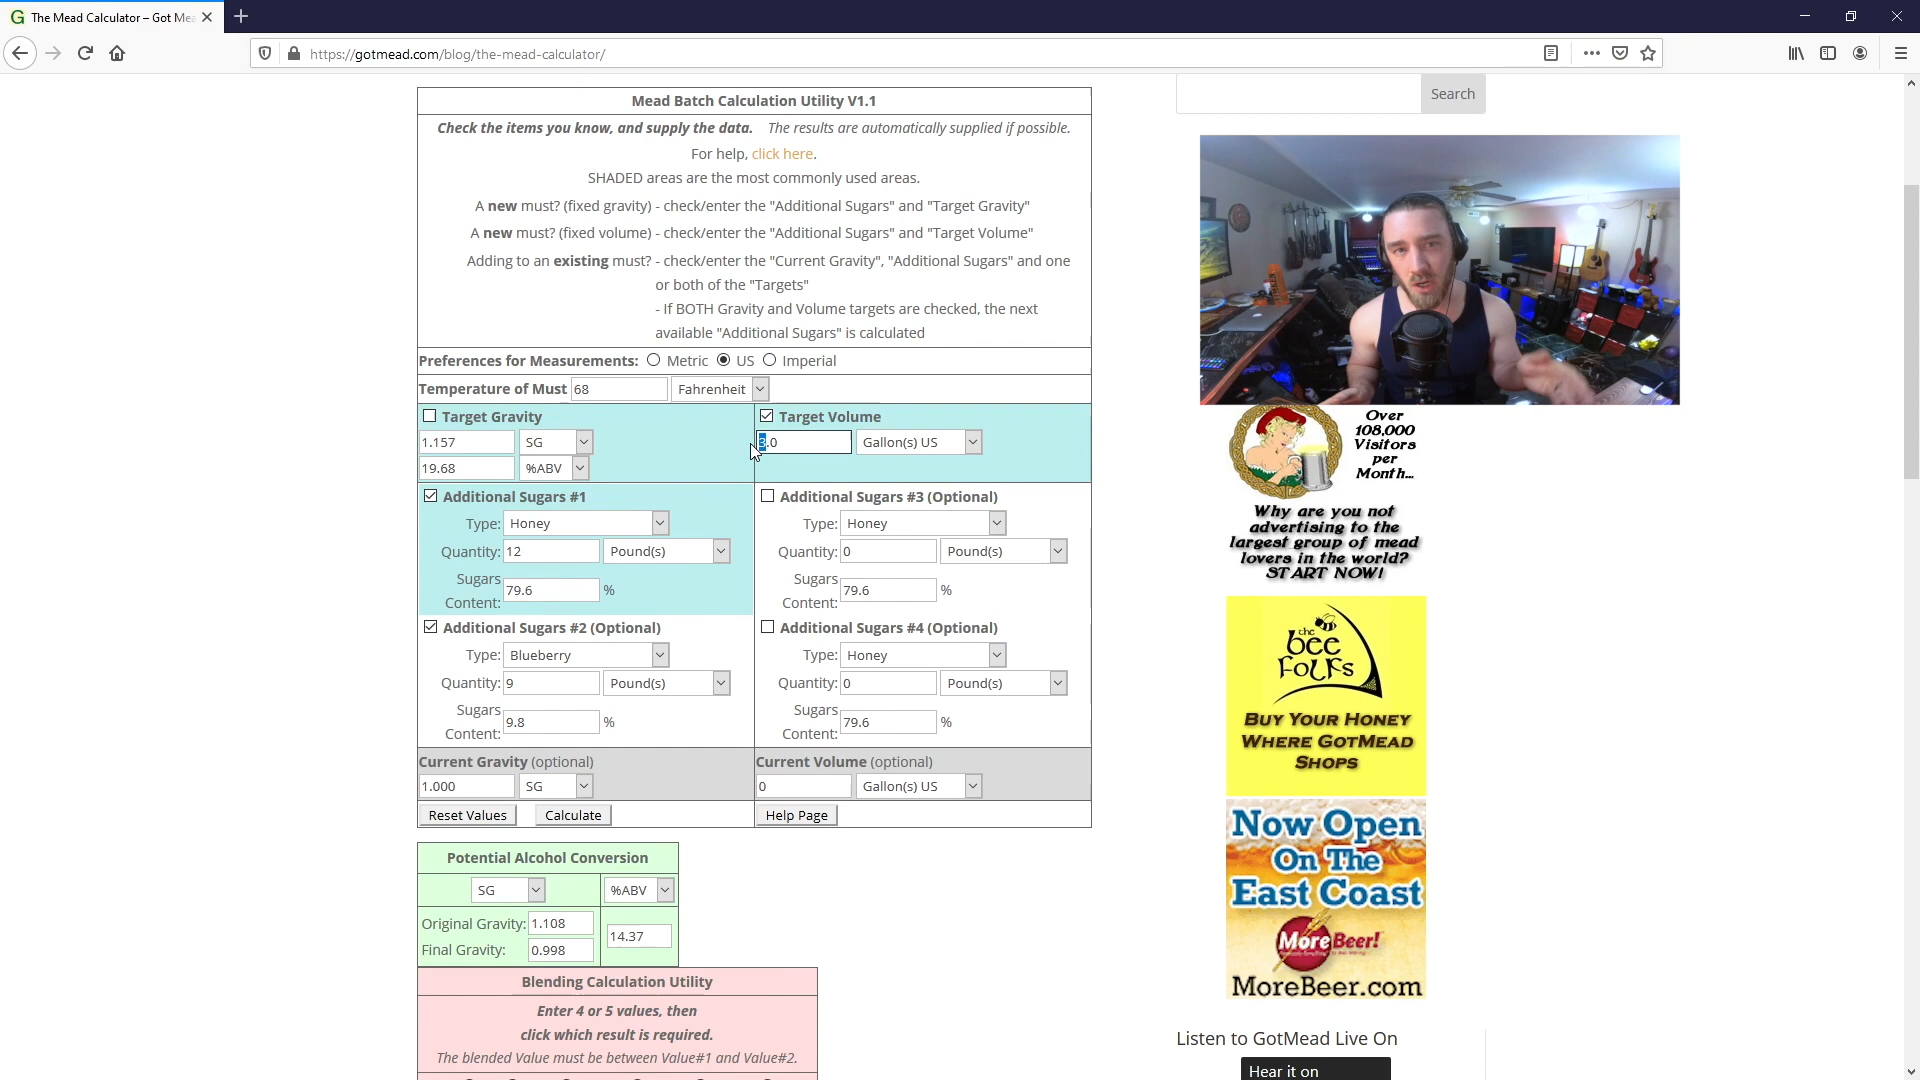 The Mead Calculator – Got Mea
https://gotmead.com/blog/the-mead-calculator/
Search
Mead Batch Calculation Utility V1.1
Check the items you know, and supply the data. The results are automatically supplied if possible.
For help, click here.
SHADED areas are the most commonly used areas.
A new must? (fixed gravity) - check/enter the "Additional Sugars" and "Target Gravity"
A new must? (fixed volume) - check/enter the "Additional Sugars" and "Target Volume"
Adding to an existing must? - check/enter the "Current Gravity", "Additional Sugars" and one
or both of the "Targets"
- If BOTH Gravity and Volume targets are checked, the next
available "Additional Sugars" is calculated
Preferences for Measurements: Metric US Imperial
Temperature of Must 68 Fahrenheit
Target Gravity
1.157 SG
19.68 %ABV
Target Volume
3.0 Gallon(s) US
Additional Sugars #1
Type: Honey
Quantity: 12 Pound(s)
Sugars
Content: 79.6 %
Additional Sugars #3 (Optional)
Type: Honey
Quantity: 0 Pound(s)
Sugars
Content: 79.6 %
Additional Sugars #2 (Optional)
Type: Blueberry
Quantity: 9 Pound(s)
Sugars
Content: 9.8 %
Additional Sugars #4 (Optional)
Type: Honey
Quantity: 0 Pound(s)
Sugars
Content: 79.6 %
Current Gravity (optional)
1.000 SG
Current Volume (optional)
0 Gallon(s) US
Reset Values Calculate Help Page
Potential Alcohol Conversion
SG %ABV
Original Gravity: 1.108
Final Gravity: 0.998
14.37
Blending Calculation Utility
Enter 4 or 5 values, then
click which result is required.
The blended Value must be between Value#1 and Value#2.
Over
108,000
Visitors
per
Month...
Why are you not
advertising to the
largest group of mead
lovers in the world?
START NOW!
the
bee
folks
Buy Your Honey
Where GotMead
Shops
Now Open
On The
East Coast
MoreBeer!
MoreBeer.com
Listen to GotMead Live On
Hear it on